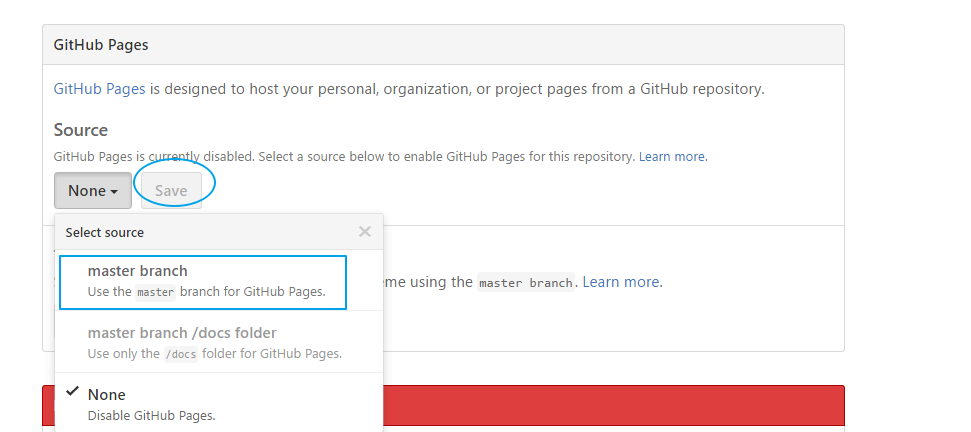 GitHub Pages
GitHub Pages is designed to host your personal, organization, or project pages from a GitHub repository.
Source
GitHub Pages is currently disabled. Select a source below to enable GitHub Pages for this repository. Learn more.
None Save
Select source
master branch
Use the master branch for GitHub Pages.
eme using the master branch. Learn more.
master branch /docs folder
Use only the /docs folder for GitHub Pages.
None
Disable GitHub Pages.